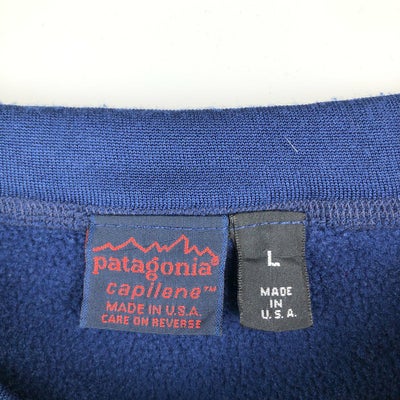 patagonia®
capilene™
MADE IN U.S.A.
CARE ON REVERSE
L
MADE
IN
U.S.A.